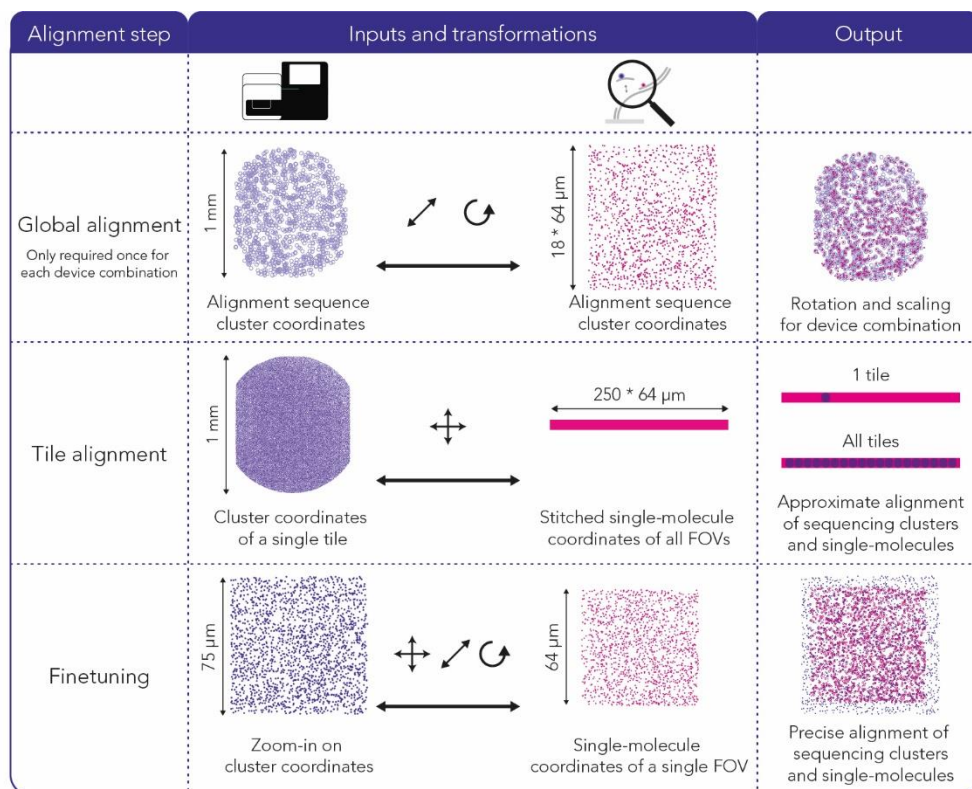 Alignment step
Inputs and transformations
Output
Global alignment
Only required once for
each device combination
1 mm
18 * 64 µm
Alignment sequence
cluster coordinates
Alignment sequence
cluster coordinates
Rotation and scaling
for device combination
Tile alignment
1 mm
250 * 64 µm
1 tile
All tiles
Cluster coordinates
of a single tile
Stitched single-molecule
coordinates of all FOVs
Approximate alignment
of sequencing clusters
and single-molecules
Finetuning
75 µm
64 µm
Zoom-in on
cluster coordinates
Single-molecule
coordinates of a single FOV
Precise alignment of
sequencing clusters
and single-molecules